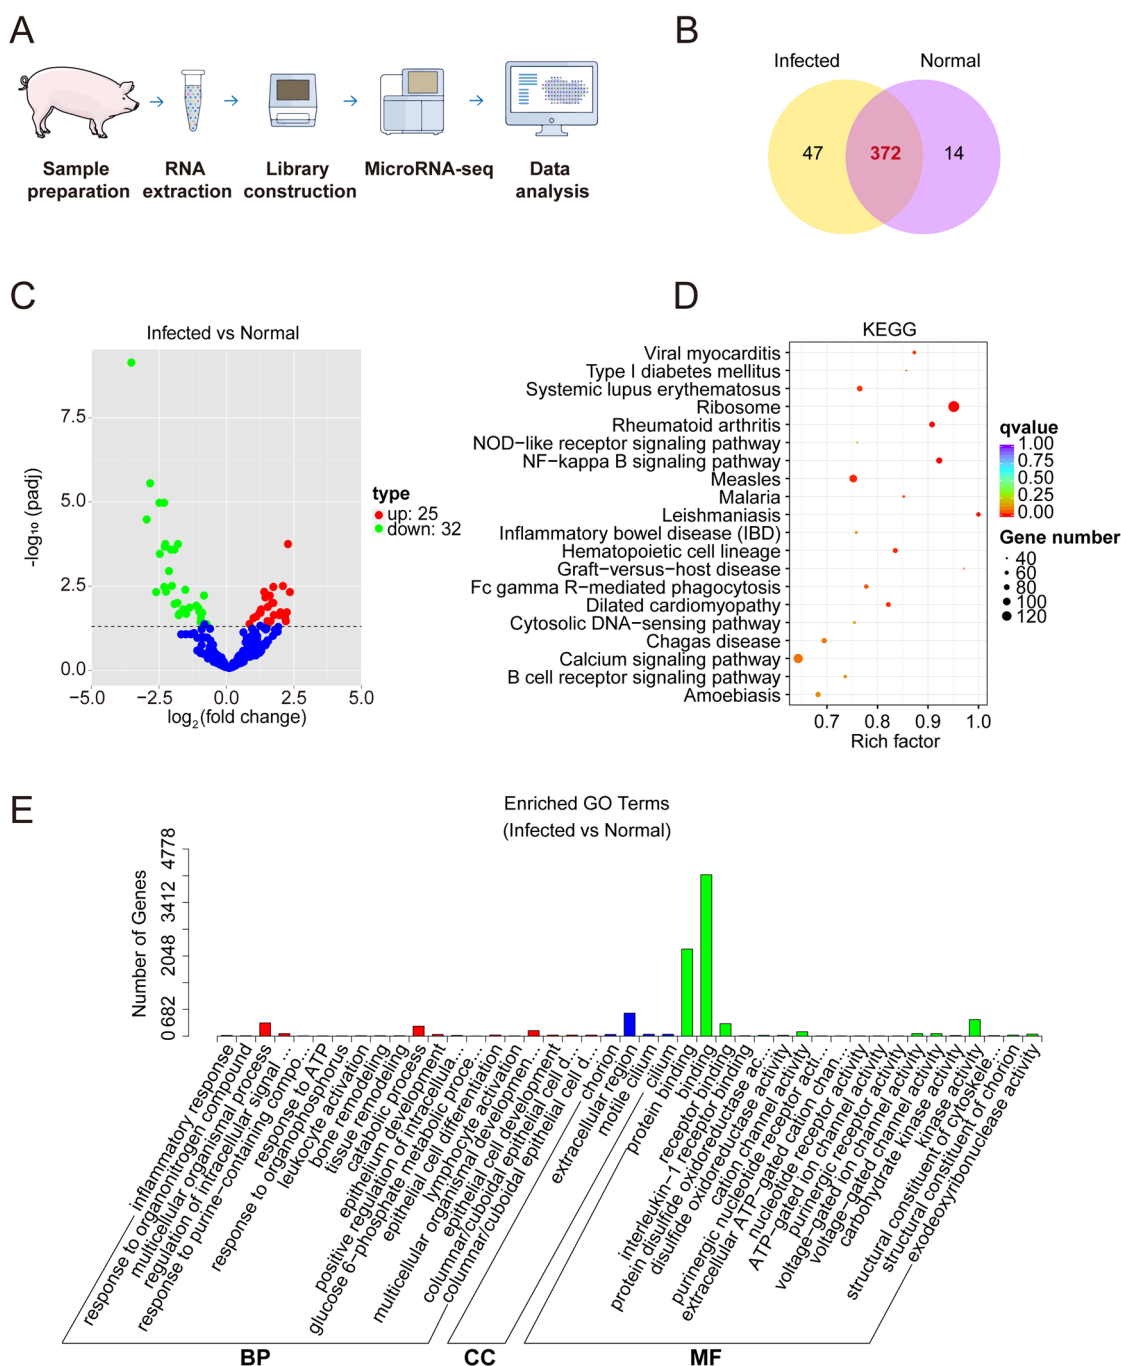 A
Sample
preparation
RNA
extraction
Library
construction
MicroRNA-seq
Data
analysis
B
Infected
Normal
47
372
14
C
Infected vs Normal
-log₁₀ (padj)
7.5
5.0
2.5
0.0
−5.0
−2.5
0.0
2.5
5.0
log₂(fold change)
type
up: 25
down: 32
D
KEGG
Viral myocarditis
Type I diabetes mellitus
Systemic lupus erythematosus
Ribosome
Rheumatoid arthritis
NOD−like receptor signaling pathway
NF−kappa B signaling pathway
Measles
Malaria
Leishmaniasis
Inflammatory bowel disease (IBD)
Hematopoietic cell lineage
Graft−versus−host disease
Fc gamma R−mediated phagocytosis
Dilated cardiomyopathy
Cytosolic DNA−sensing pathway
Chagas disease
Calcium signaling pathway
B cell receptor signaling pathway
Amoebiasis
0.7
0.8
0.9
1.0
Rich factor
qvalue
1.00
0.75
0.50
0.25
0.00
Gene number
40
60
80
100
120
E
Enriched GO Terms
(Infected vs Normal)
Number of Genes
4778
3412
2048
682
0
inflammatory response
response to organonitrogen compound
multicellular organismal process
regulation of intracellular signal ...
response to purine−containing compo...
response to ATP
response to organophosphorus
leukocyte activation
bone remodeling
tissue remodeling
catabolic process
epithelium development
positive regulation of intracellular...
glucose 6−phosphate metabolic proce...
epithelial cell differentiation
lymphocyte activation
multicellular organismal development...
epithelial cell development
columnar/cuboidal epithelial cell d...
columnar/cuboidal epithelial cell d...
chorion
extracellular region
motile cilium
cilium
protein binding
binding
receptor binding
interleukin−1 receptor binding
protein disulfide oxidoreductase ac...
disulfide oxidoreductase activity
cation channel activity
purinergic nucleotide receptor acti...
extracellular ATP−gated cation chan...
nucleotide receptor activity
ATP−gated ion channel activity
purinergic receptor activity
voltage−gated ion channel activity
voltage−gated channel activity
carbohydrate kinase activity
kinase activity
structural constituent of cytoskele...
structural constituent of chorion
exodeoxyribonuclease activity
BP
CC
MF